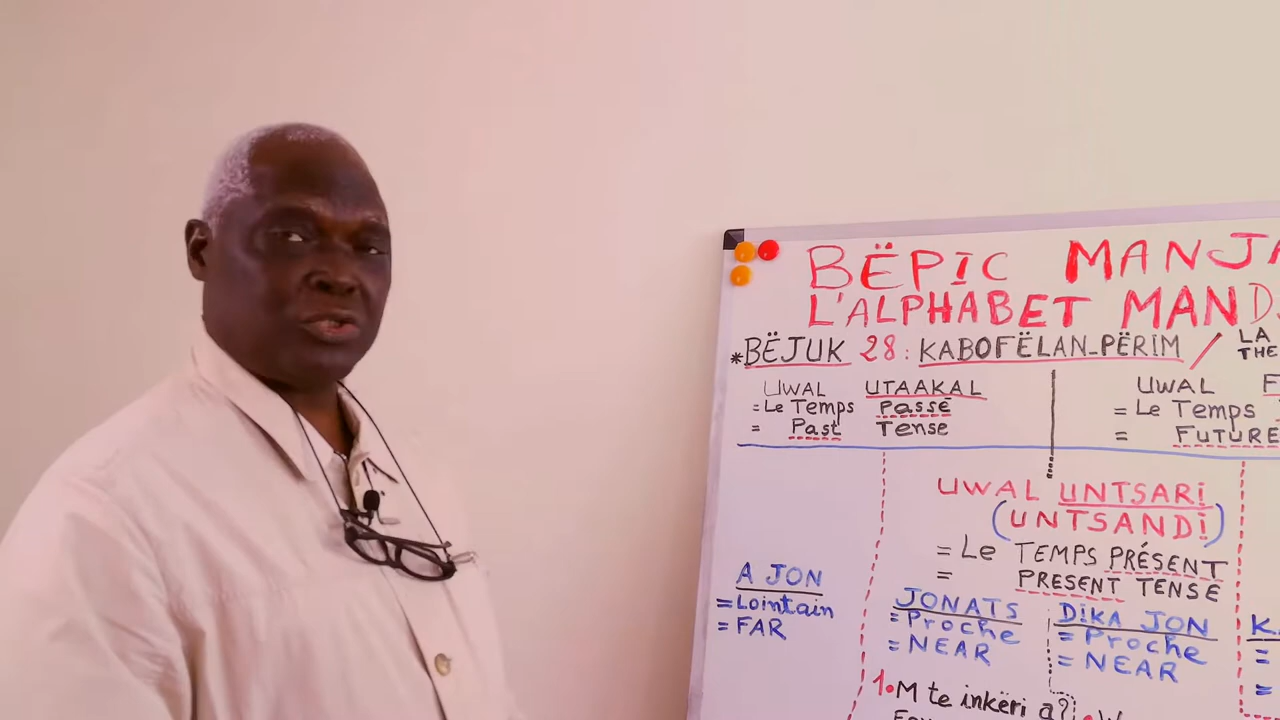 BËPI̱C MANJA
L'ALPHABET MAND
*BËJUK 28: KABOFËLAN-PËRIM / LA
THE
UWAL UTAAKAL
= Le Temps Passé
= Past Tense
UWAL F
= Le Temps
= FUTURE
UWAL UNTSARI̱
(UNTSANDI̱)
= Le TEMPS PRÉSENT
= PRESENT TENSE
A JON
= Lointain
= FAR
JONATS
= Proche
= NEAR
DIKA JON
= Proche
= NEAR
K
=
=
1. M te inkëri a?